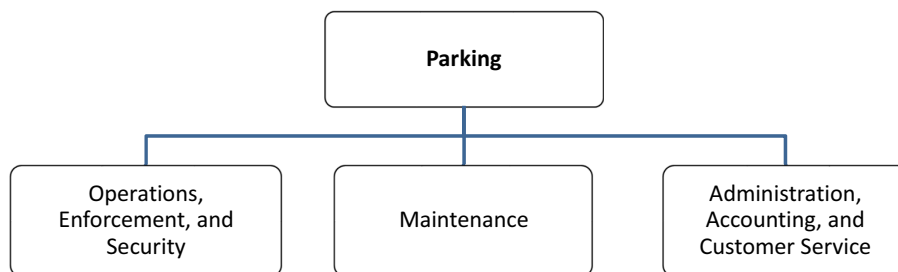 Parking
Operations,
Enforcement, and
Security
Maintenance
Administration,
Accounting, and
Customer Service